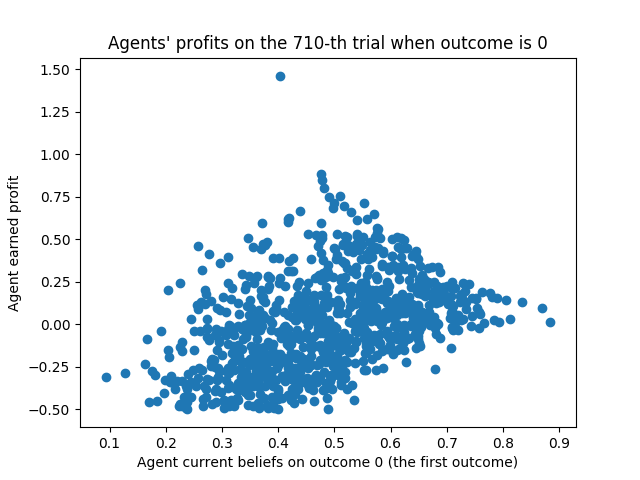 Agents' profits on the 710-th trial when outcome is 0
1.50
1.25
1.00
0.75
0.50
0.25
0.00
−0.25
−0.50
Agent earned profit
0.1 0.2 0.3 0.4 0.5 0.6 0.7 0.8 0.9
Agent current beliefs on outcome 0 (the first outcome)